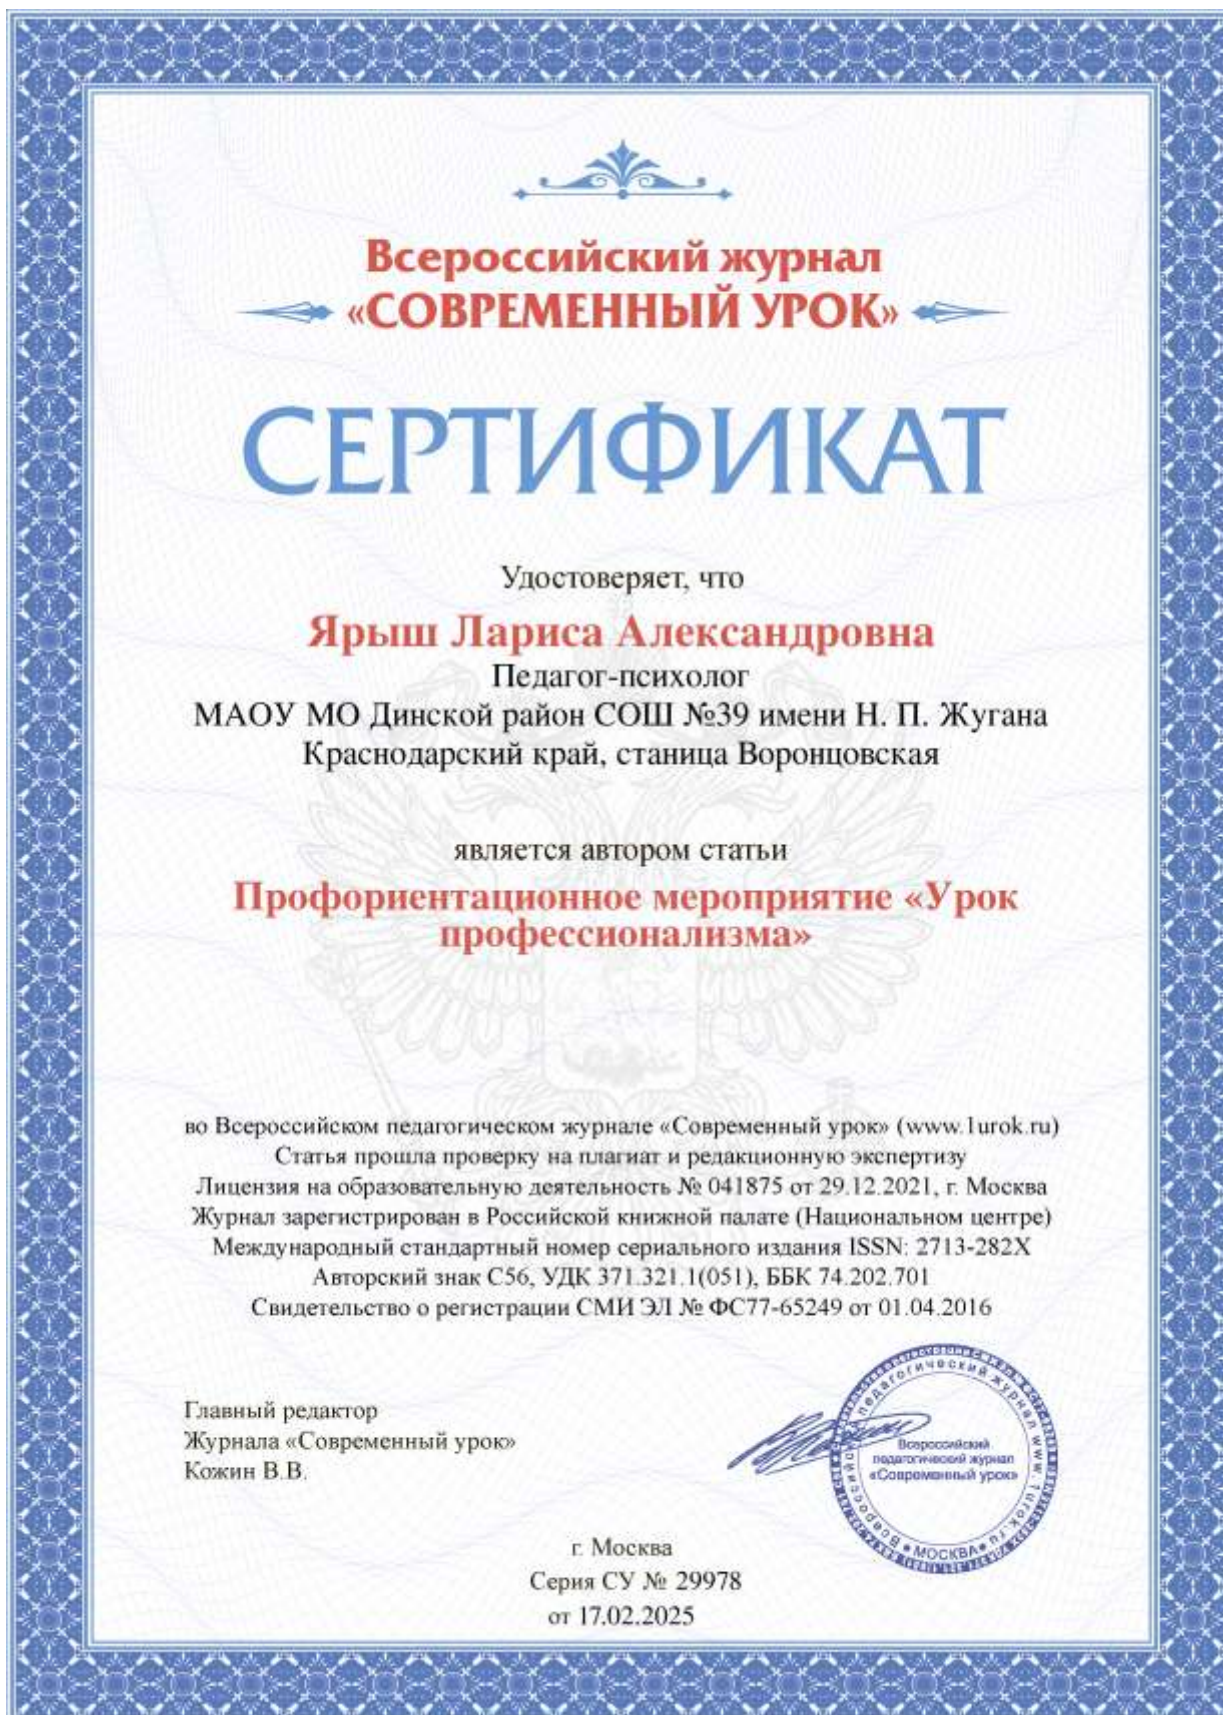 Всероссийский журнал
«СОВРЕМЕННЫЙ УРОК»
СЕРТИФИКАТ
Удостоверяет, что
Ярыш Лариса Александровна
Педагог-психолог
МАОУ МО Динской район СОШ №39 имени Н. П. Жугана
Краснодарский край, станица Воронцовская
является автором статьи
Профориентационное мероприятие «Урок
профессионализма»
во Всероссийском педагогическом журнале «Современный урок» (www.1urok.ru)
Статья прошла проверку на плагиат и редакционную экспертизу
Лицензия на образовательную деятельность № 041875 от 29.12.2021, г. Москва
Журнал зарегистрирован в Российской книжной палате (Национальном центре)
Международный стандартный номер сериального издания ISSN: 2713-282X
Авторский знак С56, УДК 371.321.1(051), ББК 74.202.701
Свидетельство о регистрации СМИ ЭЛ № ФС77-65249 от 01.04.2016
Главный редактор
Журнала «Современный урок»
Кожин В.В.
Всероссийский педагогический журнал www.1urok.ru
Всероссийский
педагогический журнал
«Современный урок»
МОСКВА
г. Москва
Серия СУ № 29978
от 17.02.2025